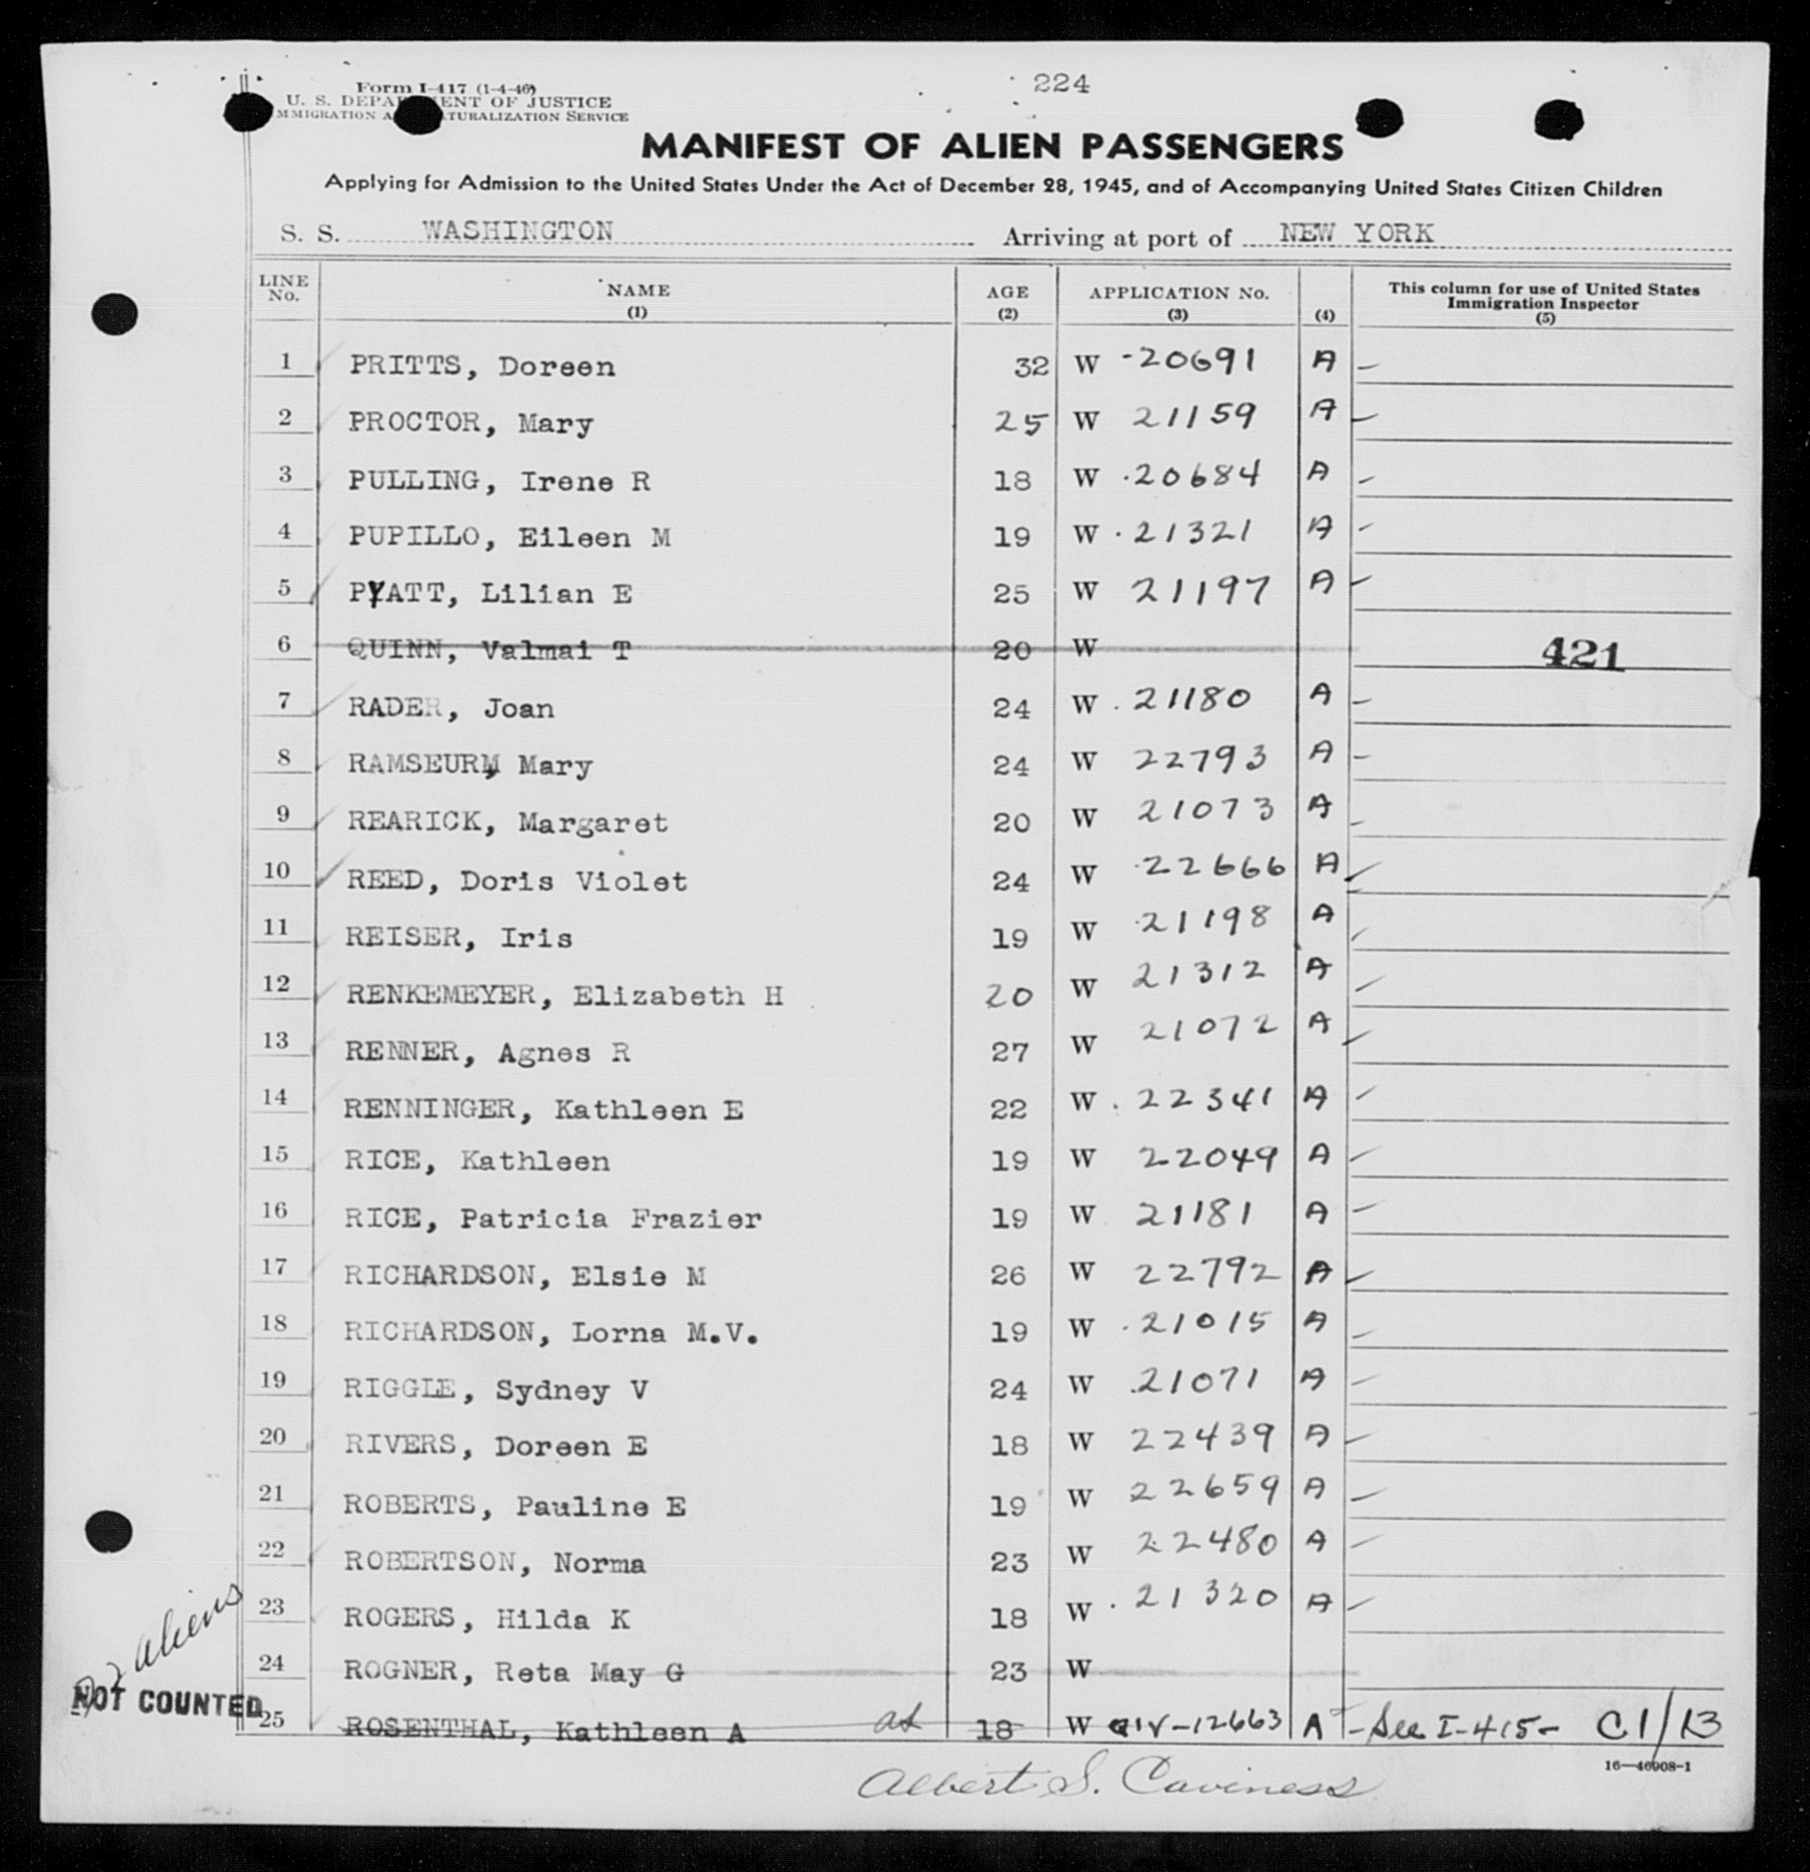 224
Form I-417 (1-4-46)
U. S. DEPARTMENT OF JUSTICE
IMMIGRATION AND NATURALIZATION SERVICE
MANIFEST OF ALIEN PASSENGERS
Applying for Admission to the United States Under the Act of December 28, 1945, and of Accompanying United States Citizen Children
S. S. WASHINGTON Arriving at port of NEW YORK
LINE No. NAME (1) AGE (2) APPLICATION No. (3) (4) This column for use of United States Immigration Inspector (5)
1 PRITTS, Doreen 32 W -20691 A
2 PROCTOR, Mary 25 W 21159 A
3 PULLING, Irene R 18 W 20684 A
4 PUPILLO, Eileen M 19 W 21321 A
5 PYATT, Lilian E 25 W 21197 A
6 QUINN, Valmai T 20 W 421
7 RADER, Joan 24 W 21180 A
8 RAMSEUR, Mary 24 W 22793 A
9 REARICK, Margaret 20 W 21073 A
10 REED, Doris Violet 24 W 22666 A
11 REISER, Iris 19 W 21198 A
12 RENKEMEYER, Elizabeth H 20 W 21312 A
13 RENNER, Agnes R 27 W 21072 A
14 RENNINGER, Kathleen E 22 W 22341 A
15 RICE, Kathleen 19 W 22049 A
16 RICE, Patricia Frazier 19 W 21181 A
17 RICHARDSON, Elsie M 26 W 22792 A
18 RICHARDSON, Lorna M.V. 19 W 21015 A
19 RIGGLE, Sydney V 24 W 21071 A
20 RIVERS, Doreen E 18 W 22439 A
21 ROBERTS, Pauline E 19 W 22659 A
22 ROBERTSON, Norma 23 W 22480 A
23 ROGERS, Hilda K 18 W 21320 A
24 ROGNER, Reta May G 23 W
25 ROSENTHAL, Kathleen A 18 W 12663 A - See I-415- C1/13
aliens
NOT COUNTED
16—46908-1
Albert S. Caviness